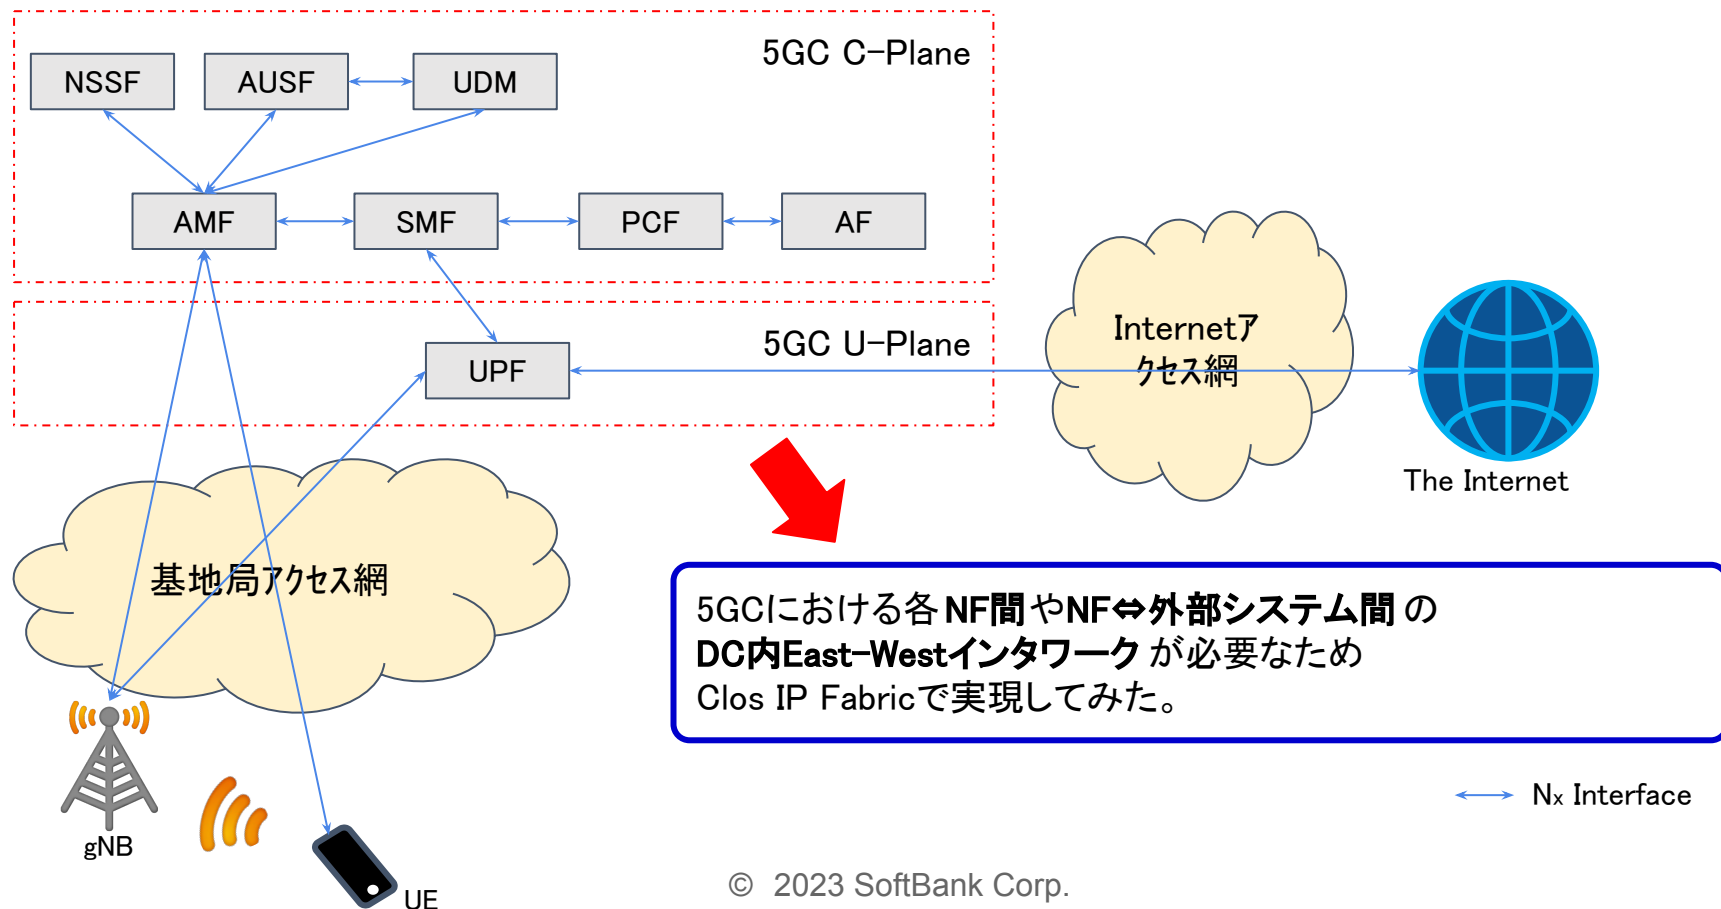 5GC C-Plane
NSSF
AUSF
UDM
AMF
SMF
PCF
AF
5GC U-Plane
UPF
Internetア
クセス網
The Internet
基地局アクセス網
5GCにおける各 NF間 やNF⇔外部システム間 の
DC内East-Westインタワーク が必要なため
Clos IP Fabricで実現してみた。
Nx Interface
gNB
UE
© 2023 SoftBank Corp.